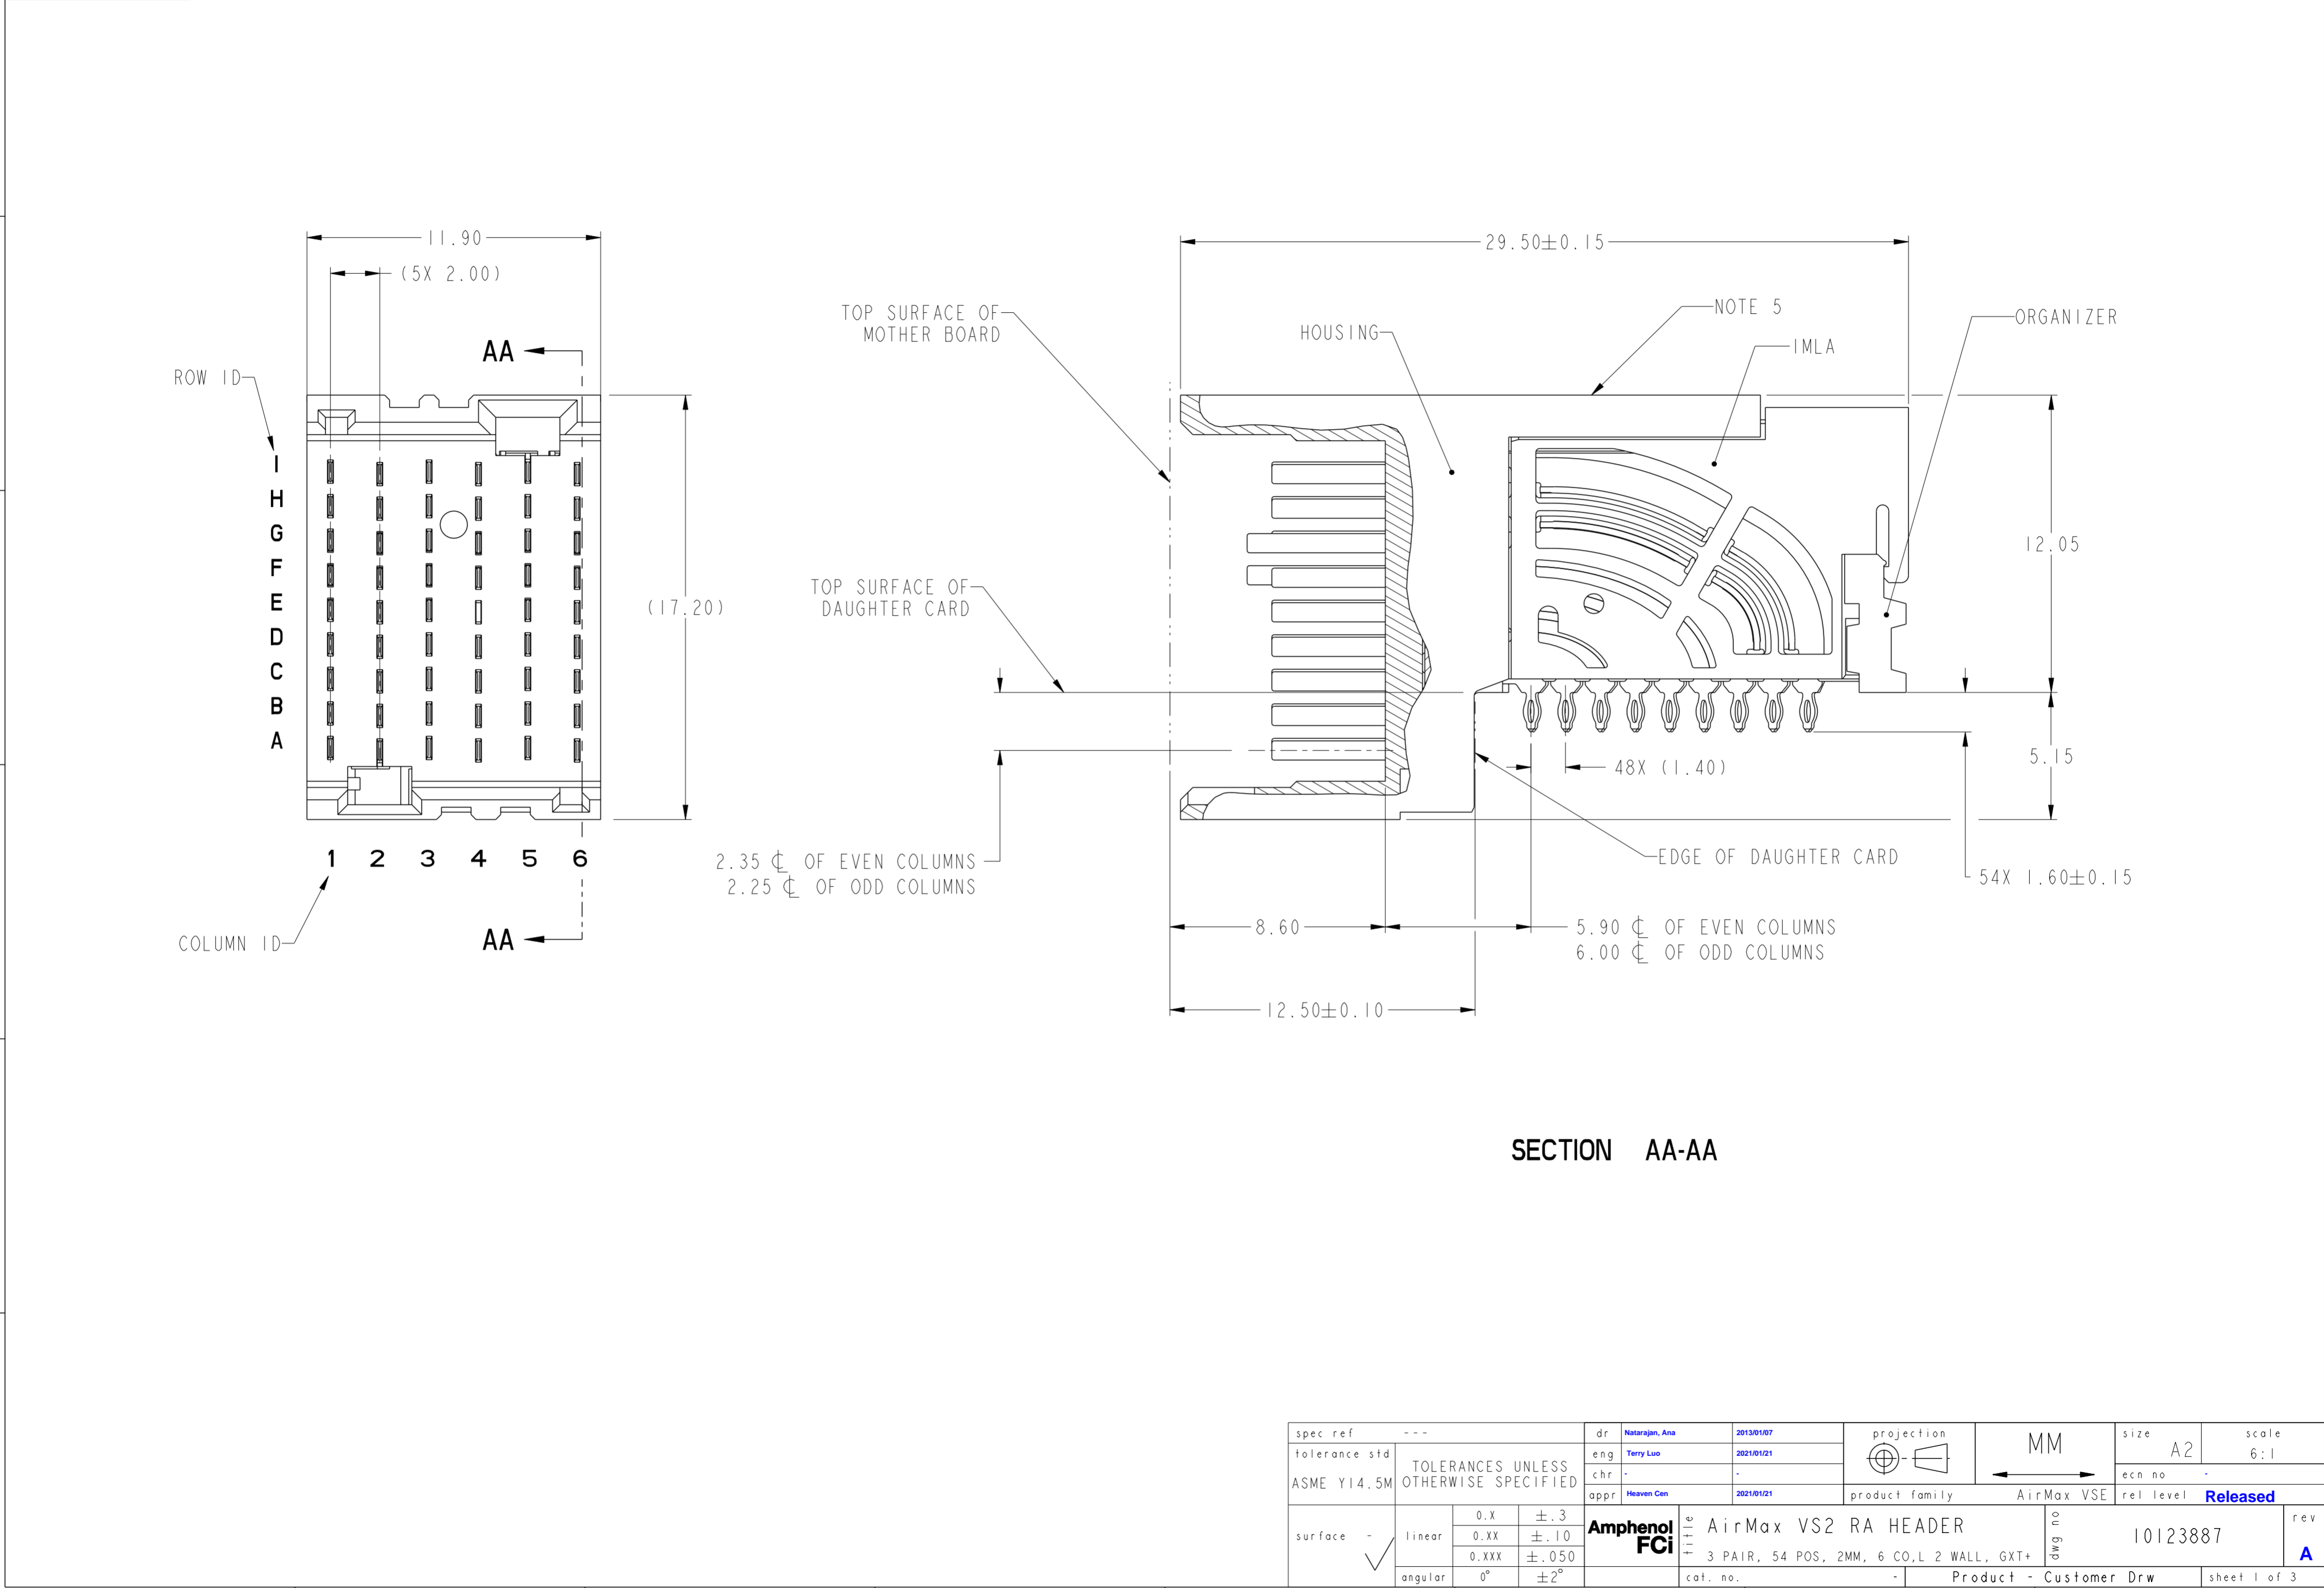 11.90
(5X 2.00)
AA
ROW ID
I
H
G
F
E
D
C
B
A
(17.20)
1 2 3 4 5 6
COLUMN ID
AA
29.50±0.15
TOP SURFACE OF
MOTHER BOARD
HOUSING
NOTE 5
IMLA
ORGANIZER
12.05
TOP SURFACE OF
DAUGHTER CARD
48X (1.40)
5.15
2.35 ℄ OF EVEN COLUMNS
2.25 ℄ OF ODD COLUMNS
EDGE OF DAUGHTER CARD
54X 1.60±0.15
8.60
5.90 ℄ OF EVEN COLUMNS
6.00 ℄ OF ODD COLUMNS
12.50±0.10
SECTION AA-AA
spec ref ---
tolerance std
ASME Y14.5M
TOLERANCES UNLESS
OTHERWISE SPECIFIED
dr Natarajan, Ana 2013/01/07
eng Terry Luo 2021/01/21
chr - -
appr Heaven Cen 2021/01/21
projection
MM
size A2
scale 6:1
ecn no -
product family AirMax VSE
rel level Released
surface -
linear
0.X ±.3
0.XX ±.10
0.XXX ±.050
angular 0° ±2°
Amphenol
FCi
title
AirMax VS2 RA HEADER
3 PAIR, 54 POS, 2MM, 6 CO,L 2 WALL, GXT+
dwg no
10123887
rev
A
cat. no. -
Product - Customer Drw
sheet 1 of 3